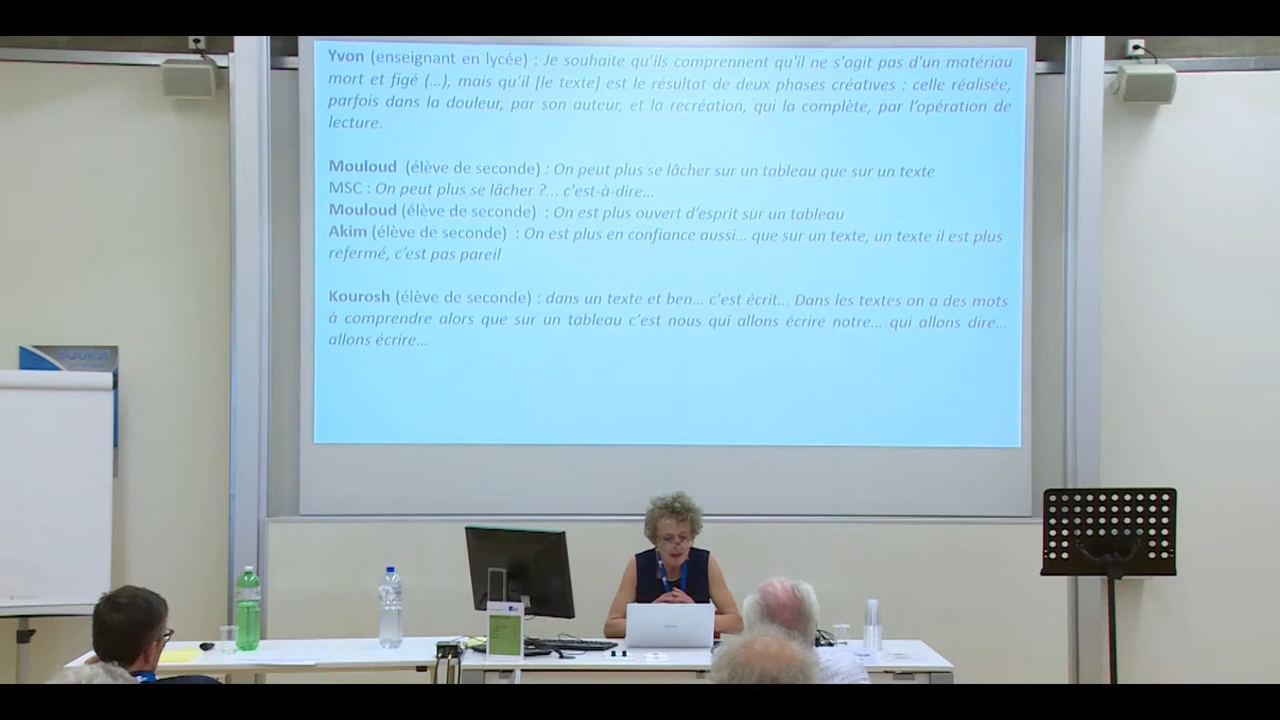 Yvon (enseignant en lycée) : Je souhaite qu'ils comprennent qu'il ne s'agit pas d'un matériau
mort et figé (...), mais qu'il [le texte] est le résultat de deux phases créatives : celle réalisée,
parfois dans la douleur, par son auteur, et la recréation, qui la complète, par l'opération de
lecture.
Mouloud (élève de seconde) : On peut plus se lâcher sur un tableau que sur un texte
MSC : On peut plus se lâcher ?... c'est-à-dire...
Mouloud (élève de seconde) : On est plus ouvert d'esprit sur un tableau
Akim (élève de seconde) : On est plus en confiance aussi... que sur un texte, un texte il est plus
refermé, c'est pas pareil
Kourosh (élève de seconde) : dans un texte et ben... c'est écrit... Dans les textes on a des mots
à comprendre alors que sur un tableau c'est nous qui allons écrire notre... qui allons dire...
allons écrire...